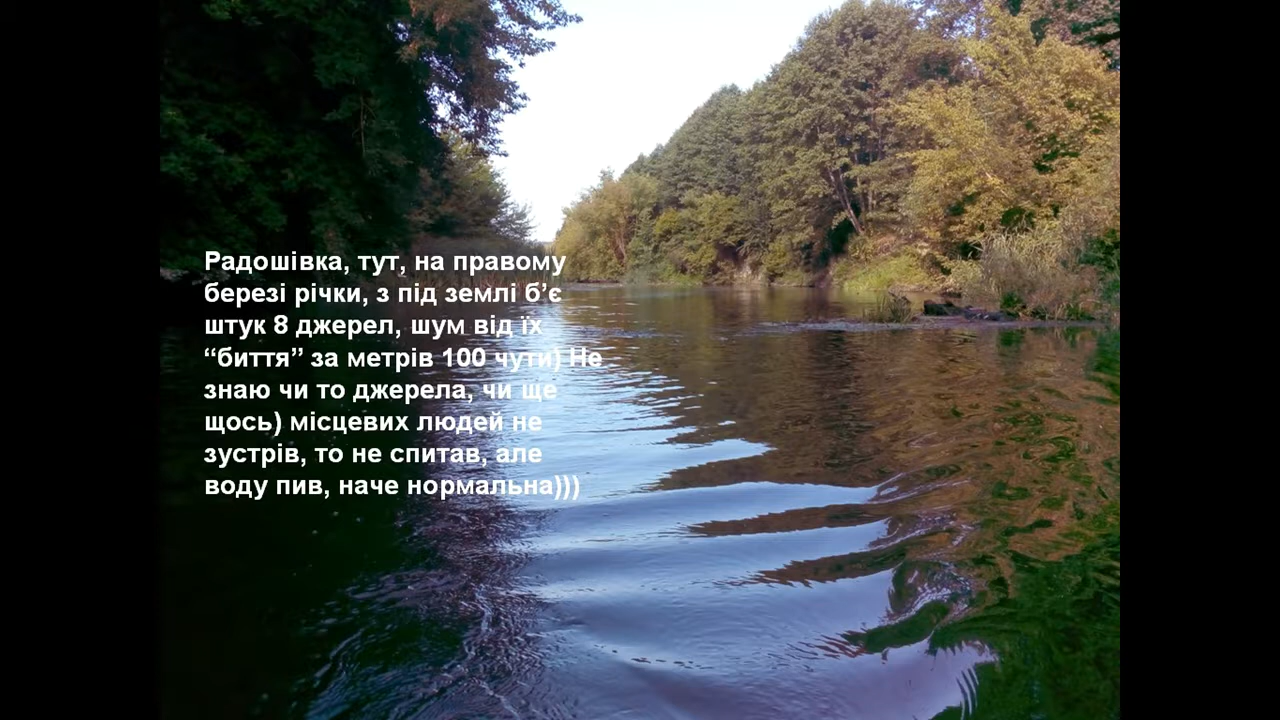 Радошівка, тут, на правому
березі річки, з під землі б’є
штук 8 джерел, шум від їх
“биття” за метрів 100 чути) Не
знаю чи то джерела, чи ще
щось) місцевих людей не
зустрів, то не спитав, але
воду пив, наче нормальна)))